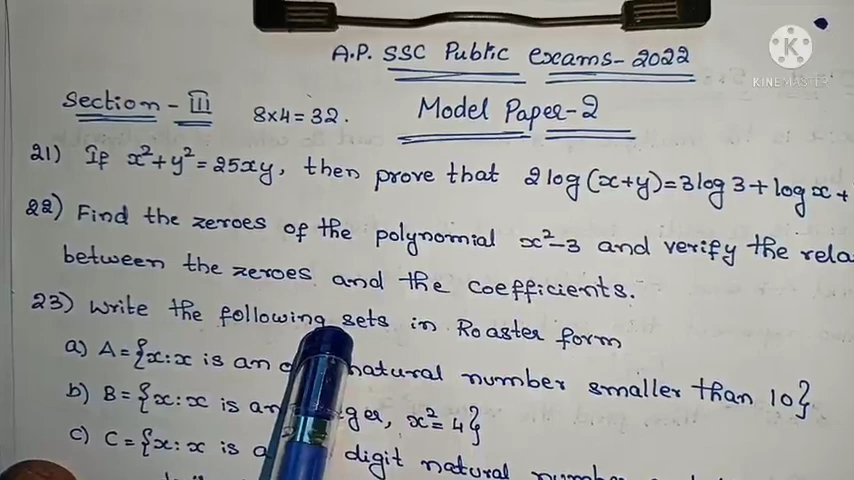 A.P. SSC Public exams-2022
K
KINEMASTER
Section - III 8x4=32. Model Paper-2
21) If x²+y²=25xy, then prove that 2log(x+y)=3log3+logx+
22) Find the zeroes of the polynomial x²-3 and verify the rela
between the zeroes and the coefficients.
23) Write the following sets in Roaster form
a) A={x:x is an natural number smaller than 10}
b) B={x:x is an x²=4}
c) C={x:x is a digit natural